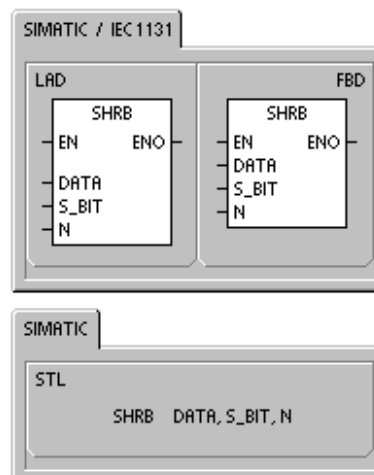 SIMATIC / IEC1131
LAD FBD
SHRB SHRB
EN ENO EN ENO
DATA DATA
S_BIT S_BIT
N N
SIMATIC
STL
SHRB DATA, S_BIT, N